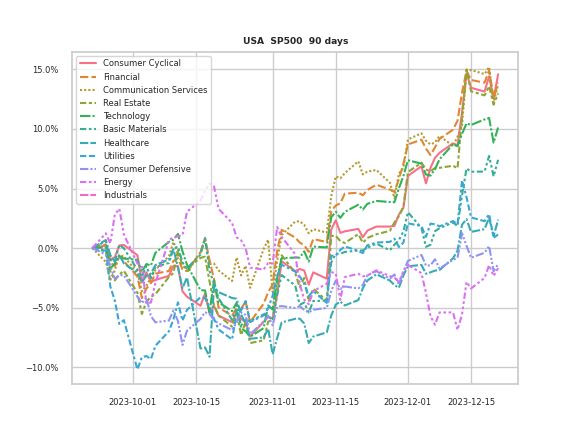 USA SP500 90 days
15.0%
10.0%
5.0%
0.0%
−5.0%
−10.0%
Consumer Cyclical
Financial
Communication Services
Real Estate
Technology
Basic Materials
Healthcare
Utilities
Consumer Defensive
Energy
Industrials
2023-10-01 2023-10-15 2023-11-01 2023-11-15 2023-12-01 2023-12-15